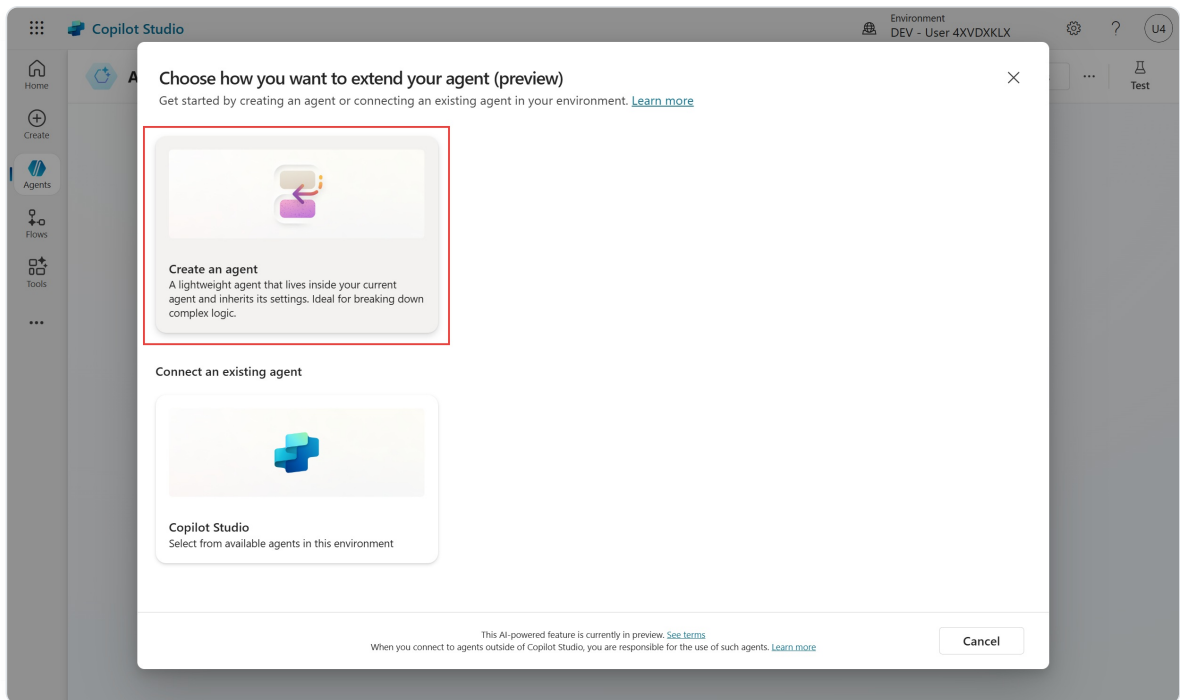 Copilot Studio
Environment
DEV - User 4XVDXKLX
?
U4
Home
Create
Agents
Flows
Tools
A
Test
Choose how you want to extend your agent (preview)
Get started by creating an agent or connecting an existing agent in your environment. Learn more
Create an agent
A lightweight agent that lives inside your current
agent and inherits its settings. Ideal for breaking down
complex logic.
Connect an existing agent
Copilot Studio
Select from available agents in this environment
This AI-powered feature is currently in preview. See terms
When you connect to agents outside of Copilot Studio, you are responsible for the use of such agents. Learn more
Cancel